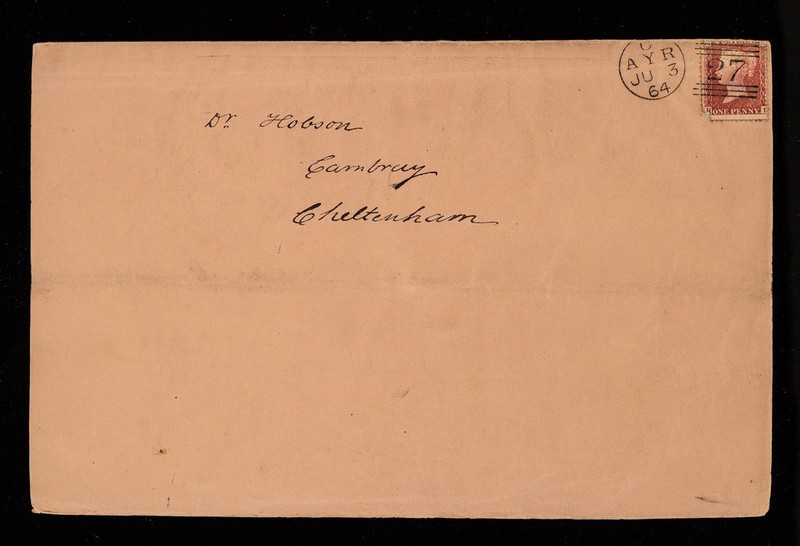 AYR
JU 3
64
27
ONE PENNY
Dr. Hobson
Cambray
Cheltenham